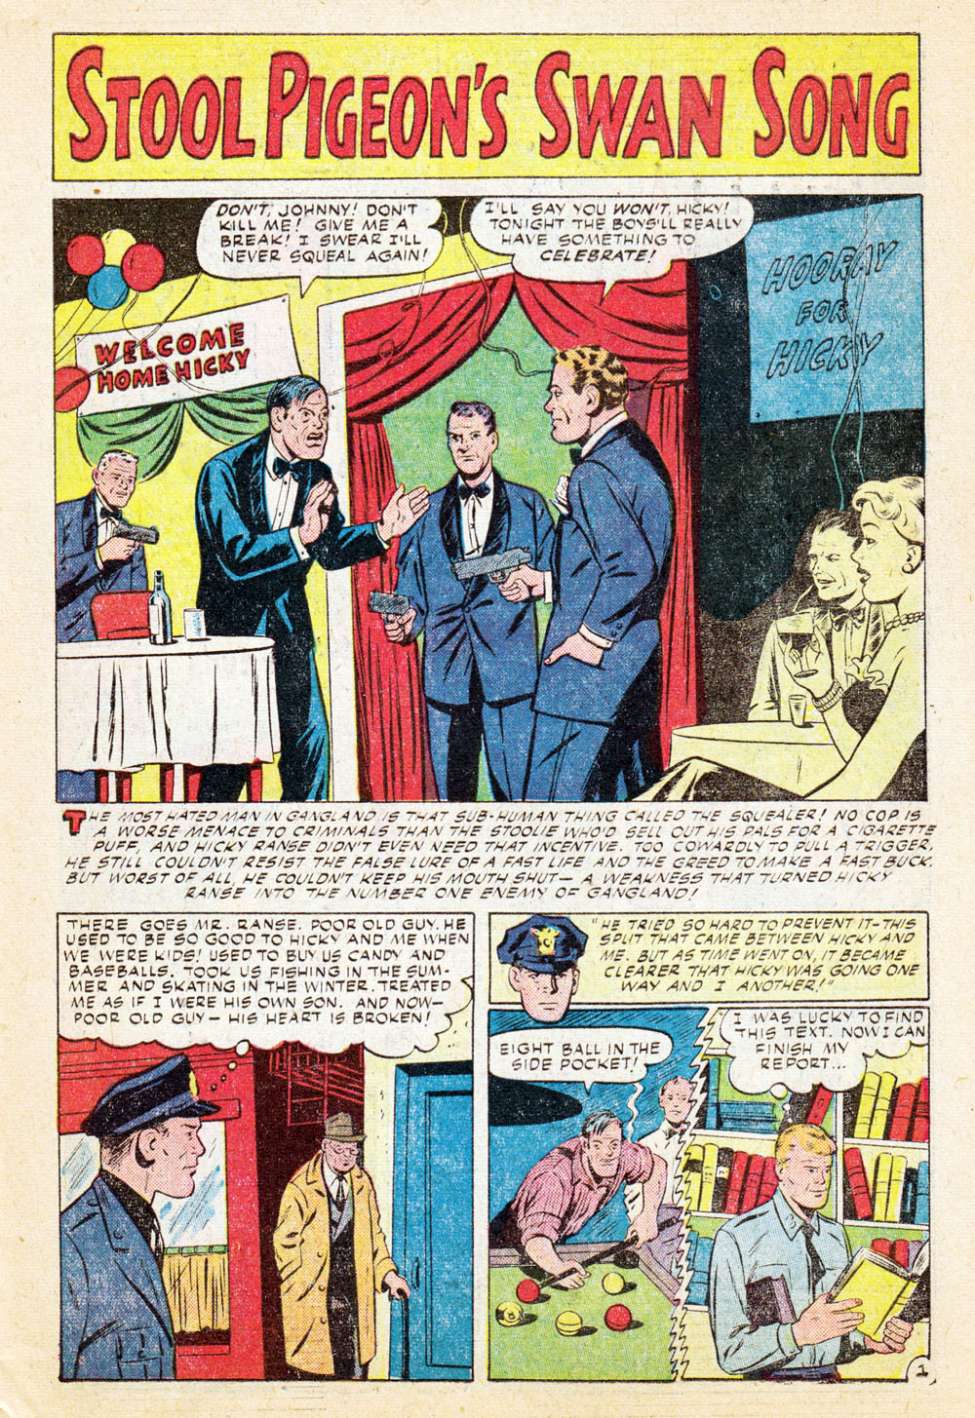 STOOL PIGEON'S SWAN SONG
DON'T, JOHNNY! DON'T
KILL ME! GIVE ME A
BREAK! I SWEAR I'LL
NEVER SQUEAL AGAIN!
I'LL SAY YOU WON'T, HICKY!
TONIGHT THE BOYS'LL REALLY
HAVE SOMETHING TO
CELEBRATE!
WELCOME
HOME HICKY
HOORAY
FOR
HICKY
THE MOST HATED MAN IN GANGLAND IS THAT SUB-HUMAN THING CALLED THE SQUEALER! NO COP IS
A WORSE MENACE TO CRIMINALS THAN THE STOOLIE WHO'D SELL OUT HIS PALS FOR A CIGARETTE
PUFF, AND HICKY RANSE DIDN'T EVEN NEED THAT INCENTIVE. TOO COWARDLY TO PULL A TRIGGER,
HE STILL COULDN'T RESIST THE FALSE LURE OF A FAST LIFE AND THE GREED TO MAKE A FAST BUCK.
BUT WORST OF ALL, HE COULDN'T KEEP HIS MOUTH SHUT— A WEAKNESS THAT TURNED HICKY
RANSE INTO THE NUMBER ONE ENEMY OF GANGLAND!
THERE GOES MR. RANSE. POOR OLD GUY. HE
USED TO BE SO GOOD TO HICKY AND ME WHEN
WE WERE KIDS! USED TO BUY US CANDY AND
BASEBALLS. TOOK US FISHING IN THE SUM-
MER AND SKATING IN THE WINTER. TREATED
ME AS IF I WERE HIS OWN SON. AND NOW—
POOR OLD GUY— HIS HEART IS BROKEN!
"HE TRIED SO HARD TO PREVENT IT—THIS
SPLIT THAT CAME BETWEEN HICKY AND
ME. BUT AS TIME WENT ON, IT BECAME
CLEARER THAT HICKY WAS GOING ONE
WAY AND I ANOTHER!"
EIGHT BALL IN THE
SIDE POCKET!
I WAS LUCKY TO FIND
THIS TEXT. NOW I CAN
FINISH MY
REPORT...
1